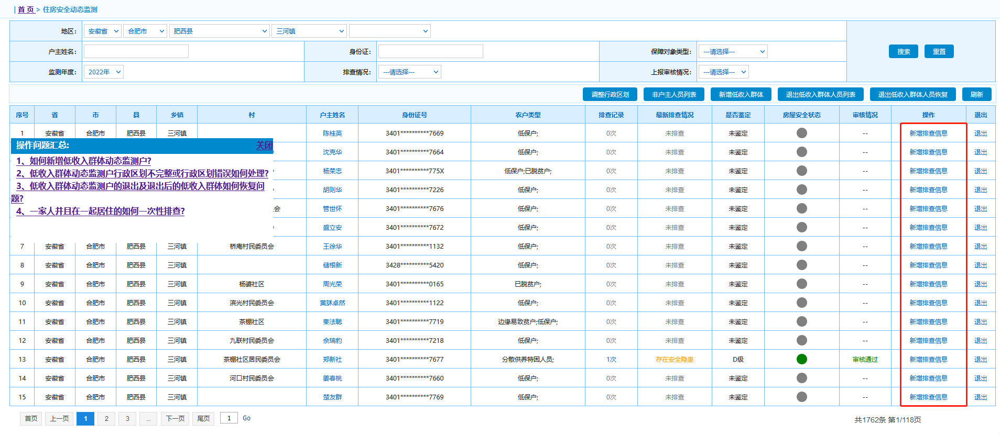 | 首 页 > 住房安全动态监测
地区: 安徽省 合肥市 肥西县 三河镇
户主姓名: 身份证: 保障对象类型: ---请选择--- 搜索 重置
监测年度: 2022年 排查情况: ---请选择--- 上报审核情况: ---请选择---
调整行政区划 非户主人员列表 新增低收入群体 退出低收入群体人员列表 退出低收入群体人员恢复 刷新
序号 省 市 县 乡镇 村 户主姓名 身份证号 农户类型 排查记录 最新排查情况 是否鉴定 房屋安全状态 审核情况 操作 退出
1 安徽省 合肥市 肥西县 三河镇 陈桂英 3401**********7669 低保户; 0次 未排查 未鉴定 -- 新增排查信息 退出
操作问题汇总: 关闭
沈克华 3401**********7664 低保户; 0次 未排查 未鉴定 -- 新增排查信息 退出
1、如何新增低收入群体动态监测户?
2、低收入群体动态监测户行政区划不完整或行政区划错误如何处理?
杨荣忠 3401**********775X 低保户;已脱贫户; 0次 未排查 未鉴定 -- 新增排查信息 退出
3、低收入群体动态监测户的退出及退出后的低收入群体如何恢复问
题?
胡则华 3401**********7226 低保户; 0次 未排查 未鉴定 -- 新增排查信息 退出
4、一家人并且在一起居住的如何一次性排查?
会 管世怀 3401**********7676 低保户; 0次 未排查 未鉴定 -- 新增排查信息 退出
盛立安 3401**********7672 低保户; 0次 未排查 未鉴定 -- 新增排查信息 退出
7 安徽省 合肥市 肥西县 三河镇 桥庵村民委员会 王徐华 3401**********1132 低保户; 0次 未排查 未鉴定 -- 新增排查信息 退出
8 安徽省 合肥市 肥西县 三河镇 储根新 3428**********5420 低保户; 0次 未排查 未鉴定 -- 新增排查信息 退出
9 安徽省 合肥市 肥西县 三河镇 杨婆社区 周光荣 3401**********0165 已脱贫户; 0次 未排查 未鉴定 -- 新增排查信息 退出
10 安徽省 合肥市 肥西县 三河镇 滨光村民委员会 黄詠卓然 3401**********1122 低保户; 0次 未排查 未鉴定 -- 新增排查信息 退出
11 安徽省 合肥市 肥西县 三河镇 茶棚社区 秦法聪 3401**********7719 边缘易致贫户;低保户; 0次 未排查 未鉴定 -- 新增排查信息 退出
12 安徽省 合肥市 肥西县 三河镇 九联村民委员会 余瑞豹 3401**********7218 低保户; 0次 未排查 未鉴定 -- 新增排查信息 退出
13 安徽省 合肥市 肥西县 三河镇 茶棚社区居民委员会 郑新社 3401**********7677 分散供养特困人员; 1次 存在安全隐患 D级 审核通过 新增排查信息 退出
14 安徽省 合肥市 肥西县 三河镇 河口村民委员会 姜春桃 3401**********7660 低保户; 0次 未排查 未鉴定 -- 新增排查信息 退出
15 安徽省 合肥市 肥西县 三河镇 楚友群 3401**********7769 低保户; 0次 未排查 未鉴定 -- 新增排查信息 退出
首页 上一页 1 2 3 ... 下一页 尾页 1 Go
共1762条 第1/118页